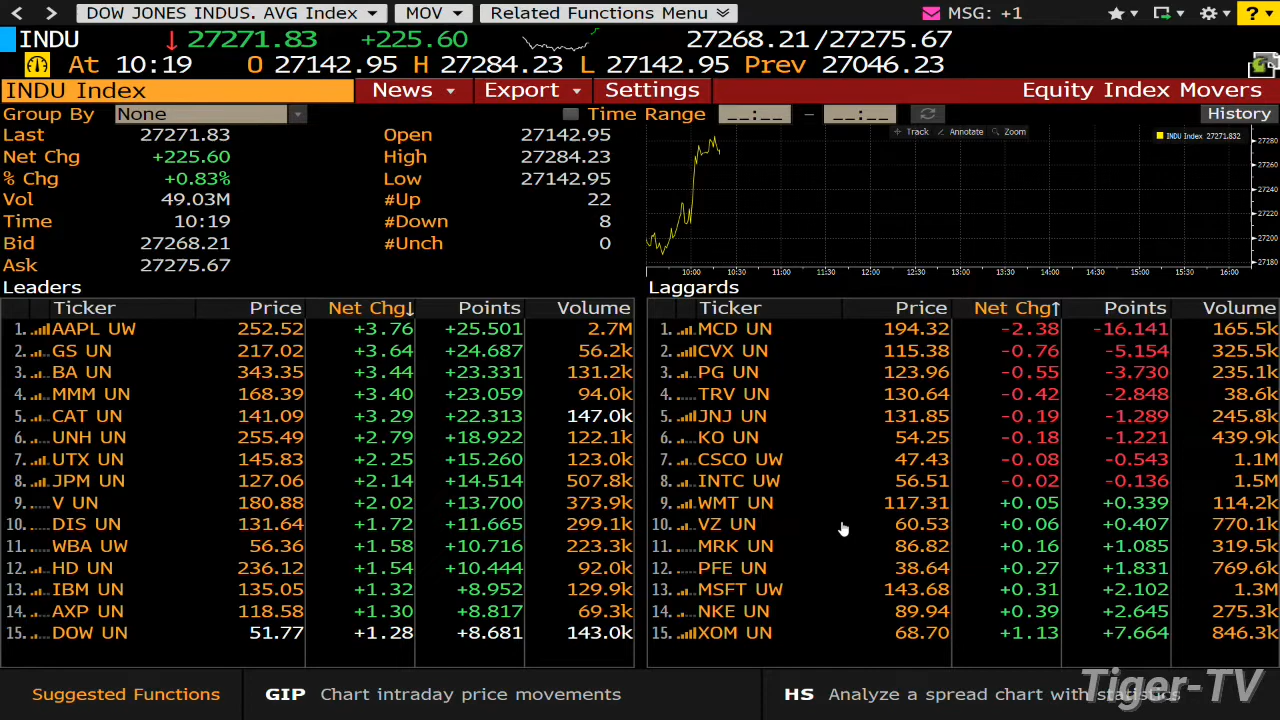 DOW JONES INDUS. AVG Index MOV Related Functions Menu MSG: +1 ?
INDU 27271.83 +225.60 27268.21/27275.67
At 10:19 O 27142.95 H 27284.23 L 27142.95 Prev 27046.23
INDU Index News Export Settings Equity Index Movers
Group By None Time Range __:__ – __:__ History
Last 27271.83 Open 27142.95
Net Chg +225.60 High 27284.23
% Chg +0.83% Low 27142.95
Vol 49.03M #Up 22
Time 10:19 #Down 8
Bid 27268.21 #Unch 0
Ask 27275.67
Track Annotate Zoom
INDU Index 27271.832
27280
27260
27240
27220
27200
27180
10:00 10:30 11:00 11:30 12:00 12:30 13:00 13:30 14:00 14:30 15:00 15:30 16:00
Leaders
Ticker Price Net Chg↓ Points Volume
1. AAPL UW 252.52 +3.76 +25.501 2.7M
2. GS UN 217.02 +3.64 +24.687 56.2k
3. BA UN 343.35 +3.44 +23.331 131.2k
4. MMM UN 168.39 +3.40 +23.059 94.0k
5. CAT UN 141.09 +3.29 +22.313 147.0k
6. UNH UN 255.49 +2.79 +18.922 122.1k
7. UTX UN 145.83 +2.25 +15.260 123.0k
8. JPM UN 127.06 +2.14 +14.514 507.8k
9. V UN 180.88 +2.02 +13.700 373.9k
10. DIS UN 131.64 +1.72 +11.665 299.1k
11. WBA UW 56.36 +1.58 +10.716 223.3k
12. HD UN 236.12 +1.54 +10.444 92.0k
13. IBM UN 135.05 +1.32 +8.952 129.9k
14. AXP UN 118.58 +1.30 +8.817 69.3k
15. DOW UN 51.77 +1.28 +8.681 143.0k
Laggards
Ticker Price Net Chg↑ Points Volume
1. MCD UN 194.32 -2.38 -16.141 165.5k
2. CVX UN 115.38 -0.76 -5.154 325.5k
3. PG UN 123.96 -0.55 -3.730 235.1k
4. TRV UN 130.64 -0.42 -2.848 38.6k
5. JNJ UN 131.85 -0.19 -1.289 245.8k
6. KO UN 54.25 -0.18 -1.221 439.9k
7. CSCO UW 47.43 -0.08 -0.543 1.1M
8. INTC UW 56.51 -0.02 -0.136 1.5M
9. WMT UN 117.31 +0.05 +0.339 114.2k
10. VZ UN 60.53 +0.06 +0.407 770.1k
11. MRK UN 86.82 +0.16 +1.085 319.5k
12. PFE UN 38.64 +0.27 +1.831 769.6k
13. MSFT UW 143.68 +0.31 +2.102 1.3M
14. NKE UN 89.94 +0.39 +2.645 275.3k
15. XOM UN 68.70 +1.13 +7.664 846.3k
Suggested Functions GIP Chart intraday price movements HS Analyze a spread chart with statistics
Tiger-TV